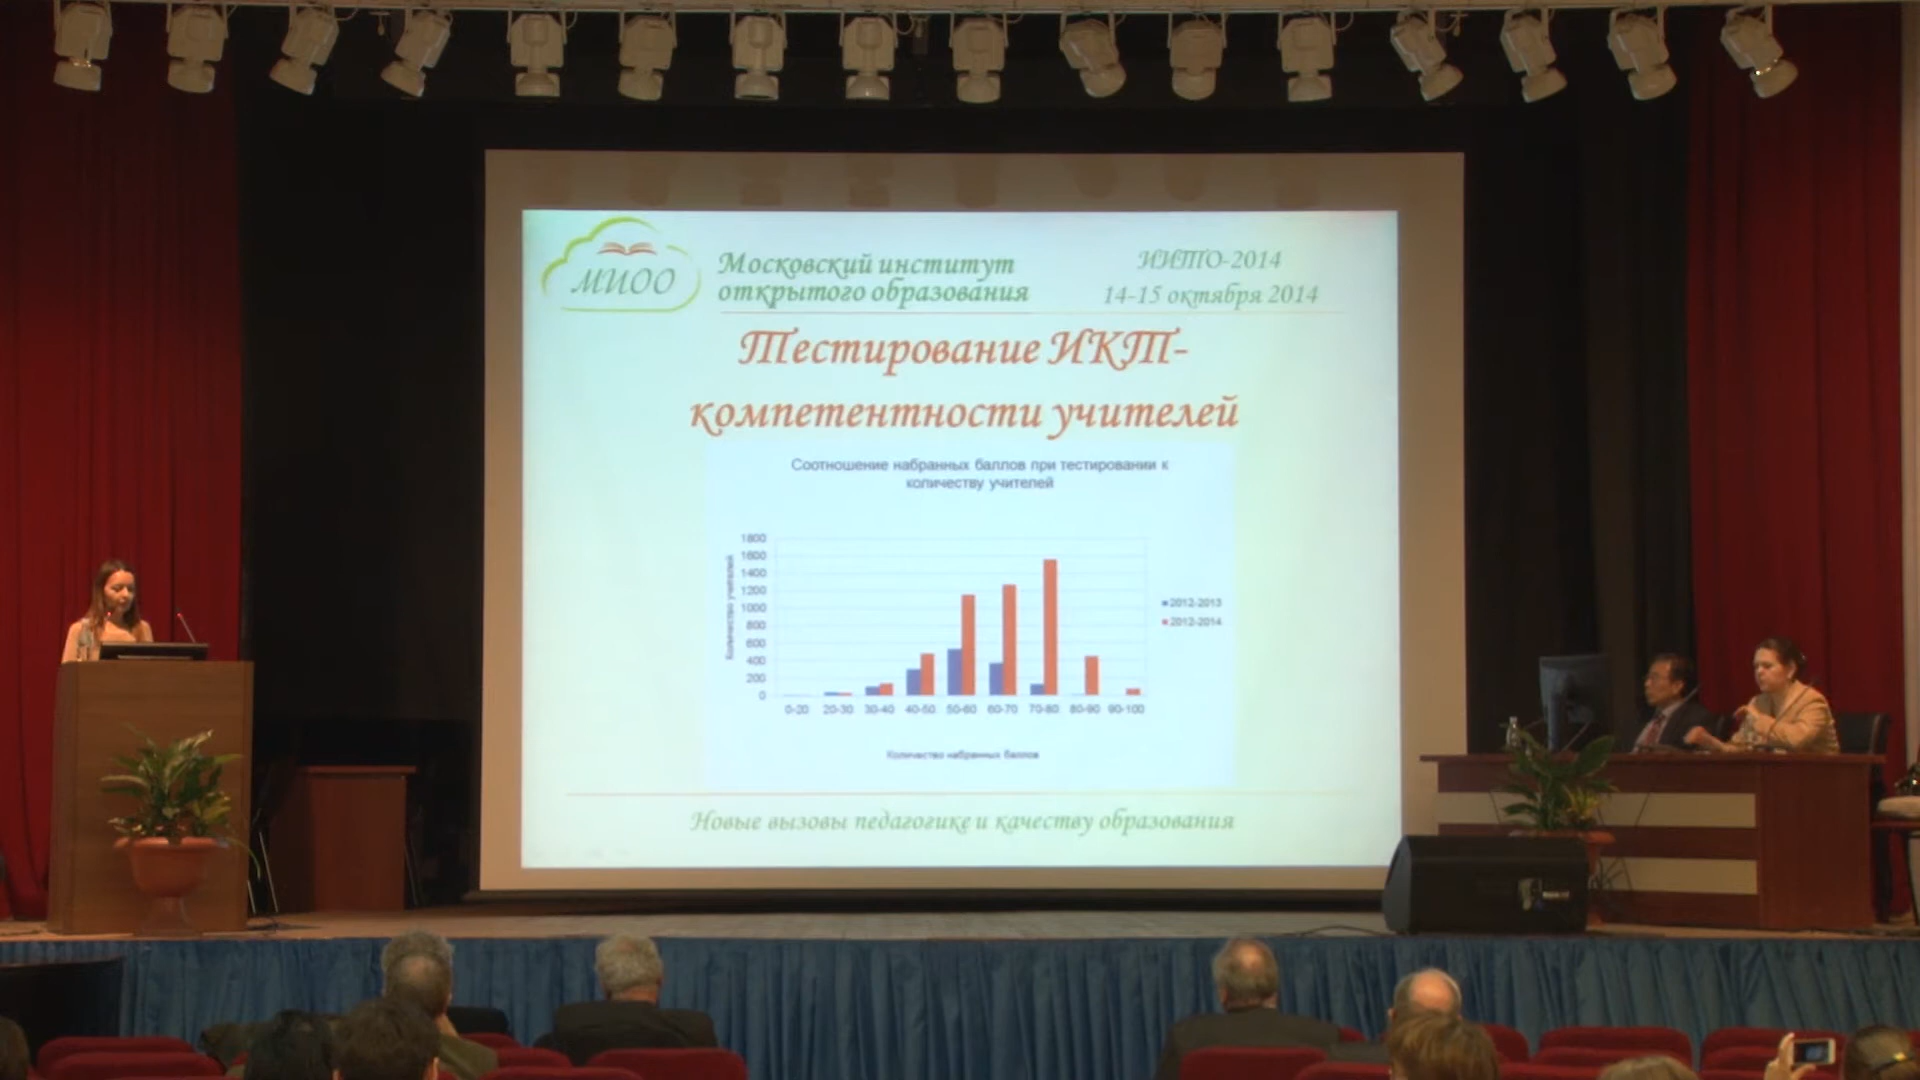 МИОО
Московский институт
открытого образования
ИИТО-2014
14-15 октября 2014
Тестирование ИКТ-
компетентности учителей
Соотношение набранных баллов при тестировании к
количеству учителей
Количество учителей
1800
1600
1400
1200
1000
800
600
400
200
0
0-20 20-30 30-40 40-50 50-60 60-70 70-80 80-90 90-100
2012-2013
2012-2014
Количество набранных баллов
Новые вызовы педагогике и качеству образования